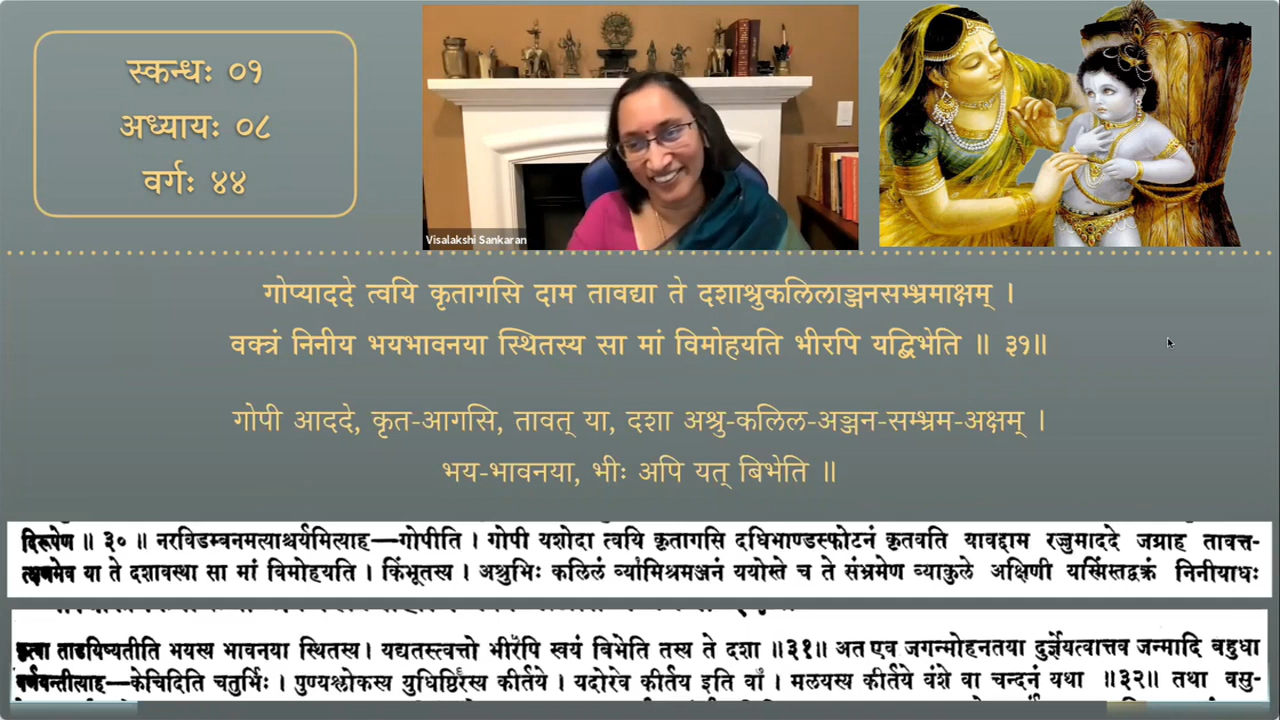 स्कन्धः ०१
अध्यायः ०८
वर्गः ४४
Visalakshi Sankaran
गोप्याददे त्वयि कृतागसि दाम तावद्या ते दशाश्रुकलिलाञ्जनसम्भ्रमाक्षम् ।
वक्त्रं निनीय भयभावनया स्थितस्य सा मां विमोहयति भीरपि यद्बिभेति ॥ ३१॥
गोपी आददे, कृत-आगसि, तावत् या, दशा अश्रु-कलिल-अञ्जन-सम्भ्रम-अक्षम् ।
भय-भावनया, भीः अपि यत् बिभेति ॥
दिरूपेण ॥ ३० ॥ नरविडम्बनमत्याश्चर्यमित्याह—गोपीति । गोपी यशोदा त्वयि कृतागसि दधिभाण्डस्फोटनं कृतवति यावद्दाम रज्जुमाददे जग्राह तावत्त-
त्क्षणमेव या ते दशावस्था सा मां विमोहयति । किंभूतस्य । अश्रुभिः कलिलं व्यामिश्रमञ्जनं ययोस्ते च ते संभ्रमेण व्याकुले अक्षिणी यस्मिंस्तद्वक्रं निनीयाधः
कृत्वा ताडयिष्यतीति भयस्य भावनया स्थितस्य । यद्यतस्त्वत्तो भीरपि स्वयं बिभेति तस्य ते दशा ॥३१॥ अत एव जगन्मोहनतया दुर्ज्ञेयत्वात्तव जन्मादि बहुधा
वर्णयन्तीत्याह—केचिदिति चतुर्भिः । पुण्यश्लोकस्य युधिष्ठिरस्य कीर्तये । यदोरेव कीर्तय इति वा । मलयस्य कीर्तये वंशे वा चन्दनं यथा ॥३२॥ तथा वसु-